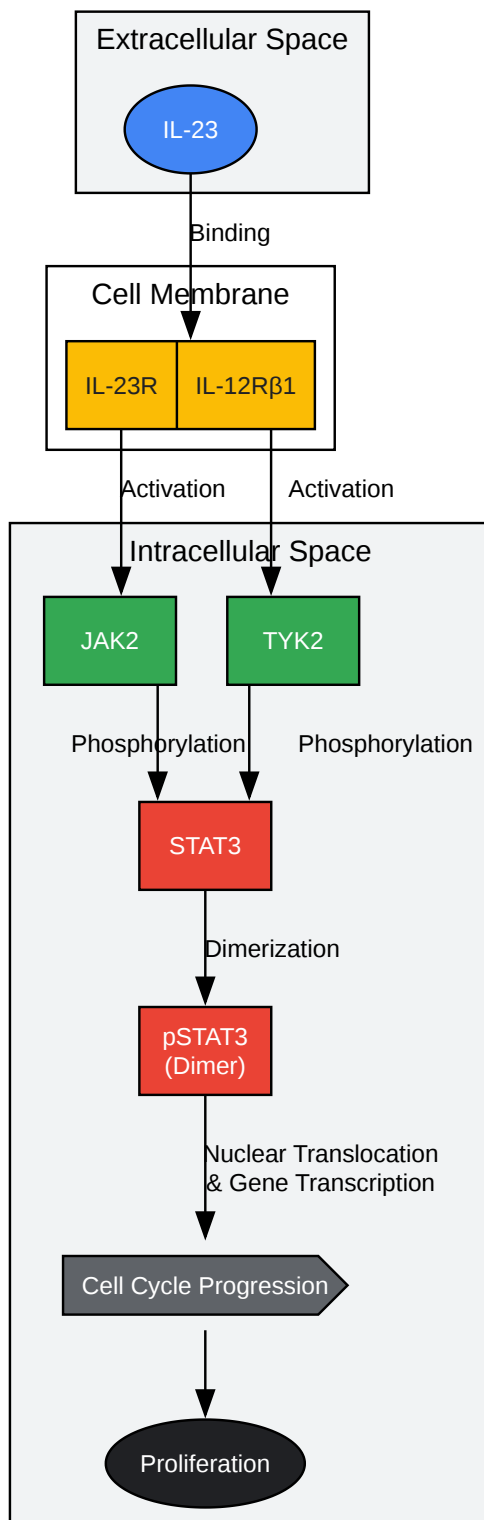 Extracellular Space
IL-23
Binding
Cell Membrane
IL-23R
IL-12Rβ1
Activation
Activation
Intracellular Space
JAK2
TYK2
Phosphorylation
Phosphorylation
STAT3
Dimerization
pSTAT3
(Dimer)
Nuclear Translocation
& Gene Transcription
Cell Cycle Progression
Proliferation